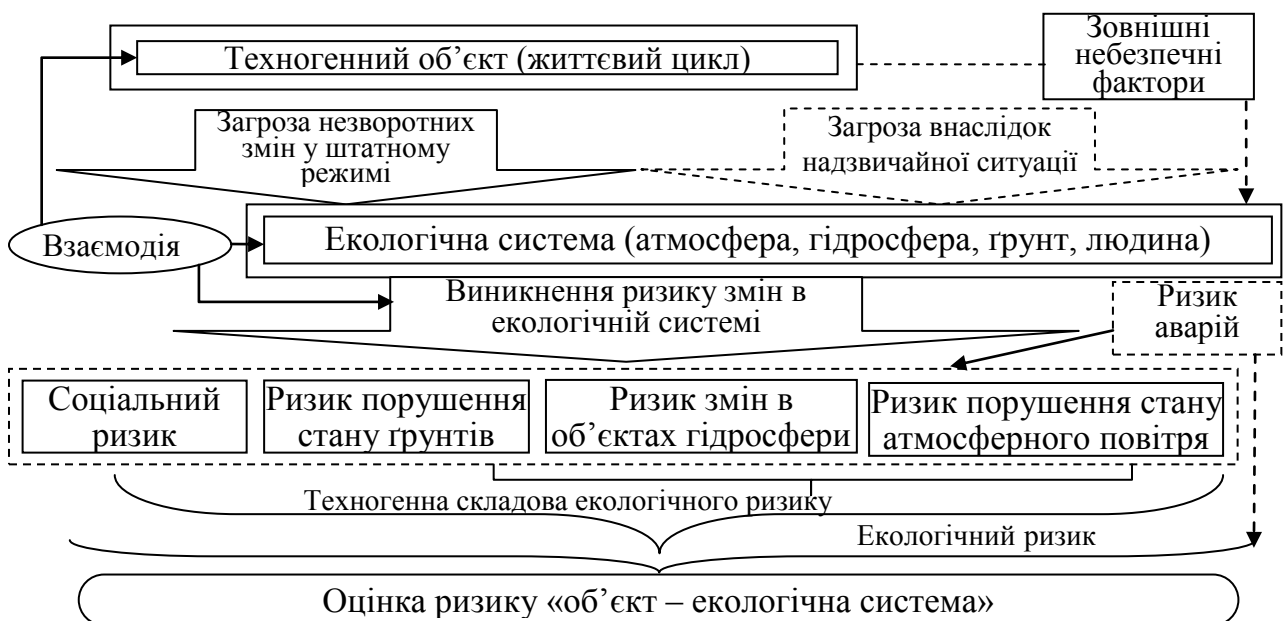 Техногенний об’єкт (життєвий цикл)
Зовнішні
небезпечні
фактори
Загроза незворотних
змін у штатному
режимі
Загроза внаслідок
надзвичайної ситуації
Взаємодія
Екологічна система (атмосфера, гідросфера, ґрунт, людина)
Виникнення ризику змін в
екологічній системі
Ризик
аварій
Соціальний
ризик
Ризик порушення
стану ґрунтів
Ризик змін в
об’єктах гідросфери
Ризик порушення стану
атмосферного повітря
Техногенна складова екологічного ризику
Екологічний ризик
Оцінка ризику «об’єкт – екологічна система»